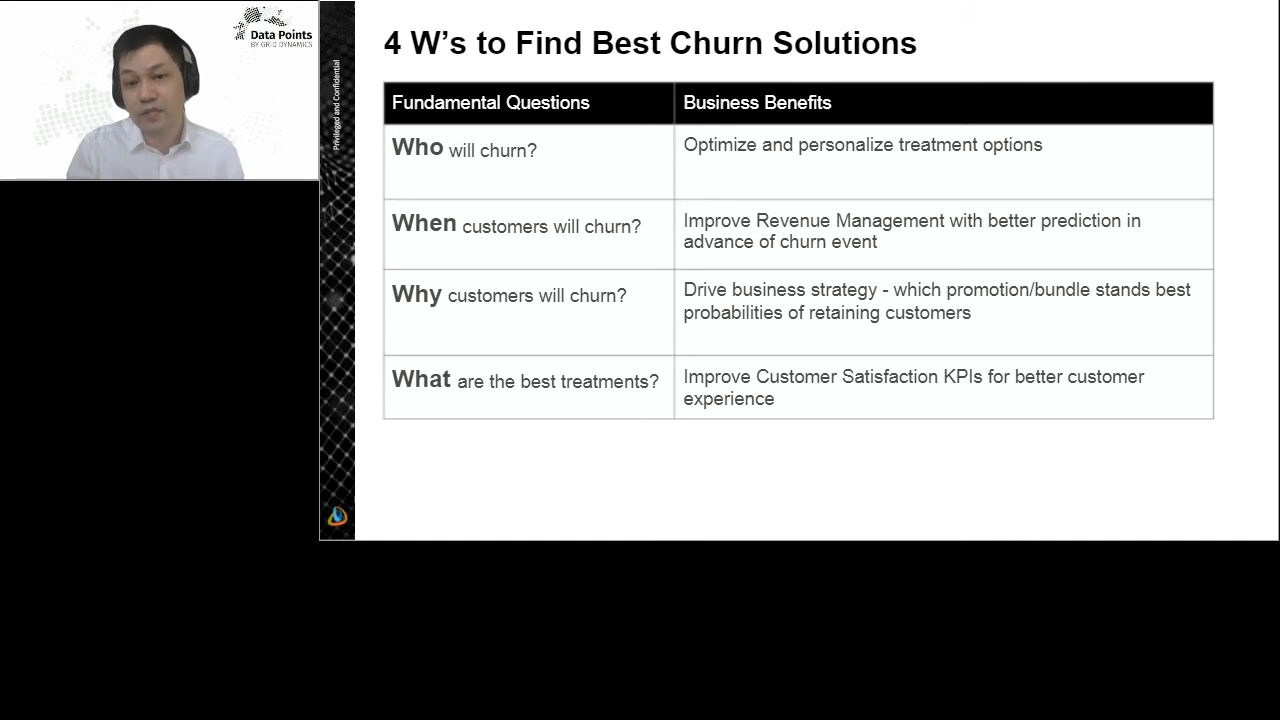 Data Points
BY GRID DYNAMICS
Privileged and Confidential
4 W’s to Find Best Churn Solutions
Fundamental Questions
Business Benefits
Who will churn?
Optimize and personalize treatment options
When customers will churn?
Improve Revenue Management with better prediction in
advance of churn event
Why customers will churn?
Drive business strategy - which promotion/bundle stands best
probabilities of retaining customers
What are the best treatments?
Improve Customer Satisfaction KPIs for better customer
experience